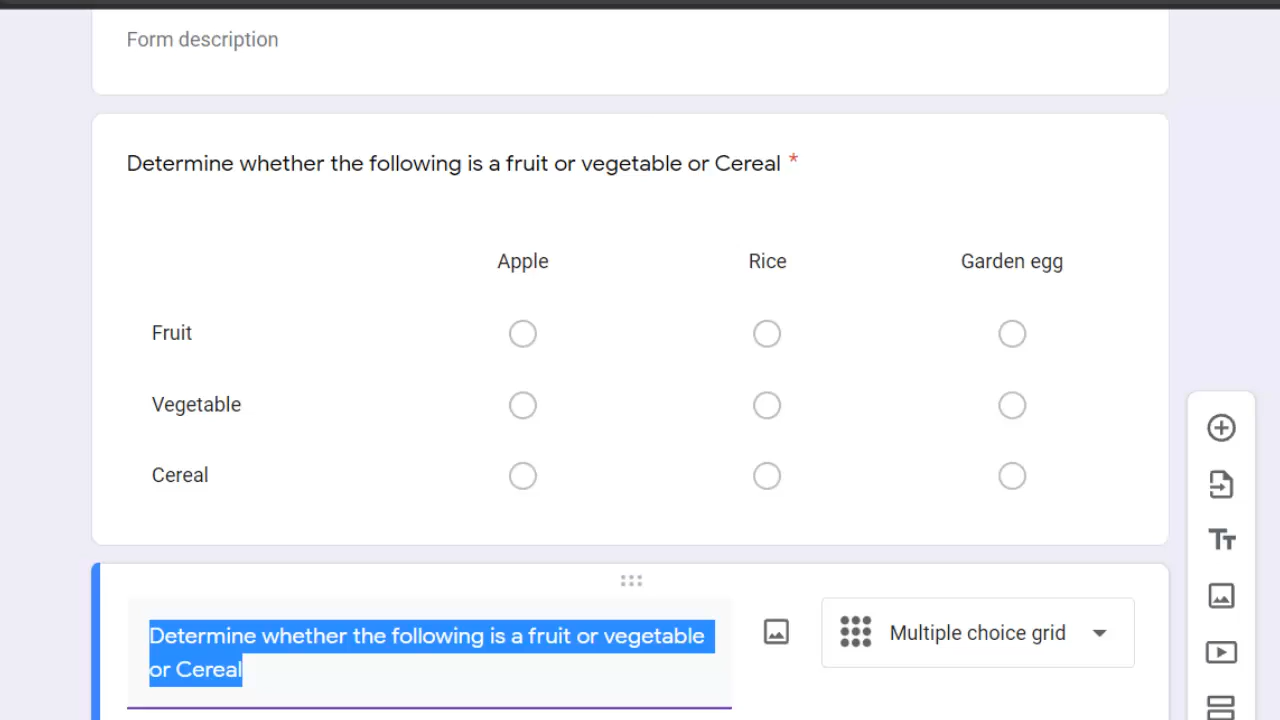 Form description
Determine whether the following is a fruit or vegetable or Cereal *
Apple Rice Garden egg
Fruit
Vegetable
Cereal
Determine whether the following is a fruit or vegetable
or Cereal
Multiple choice grid
Tт